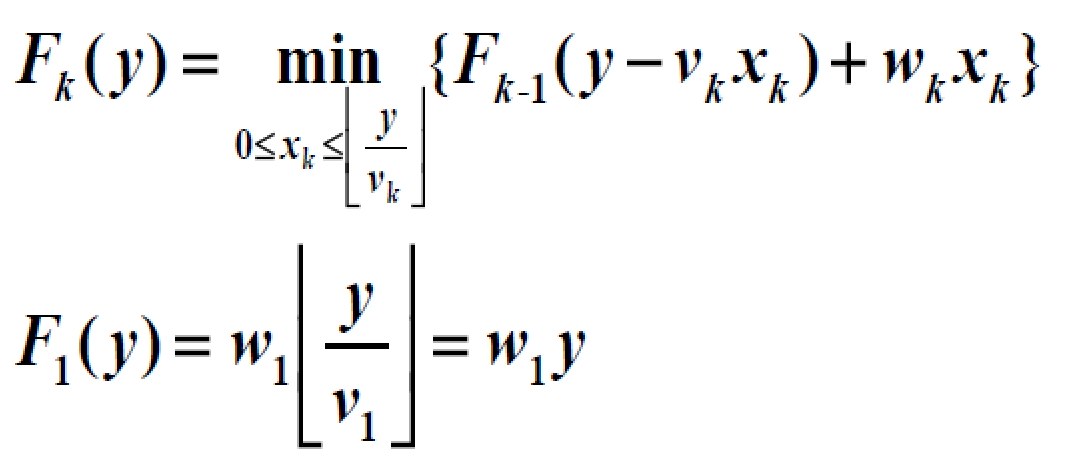 F_k(y) = min_{0≤x_k≤⌊y/v_k⌋} {F_{k-1}(y − v_k x_k) + w_k x_k}
F_1(y) = w_1 ⌊y/v_1⌋ = w_1 y